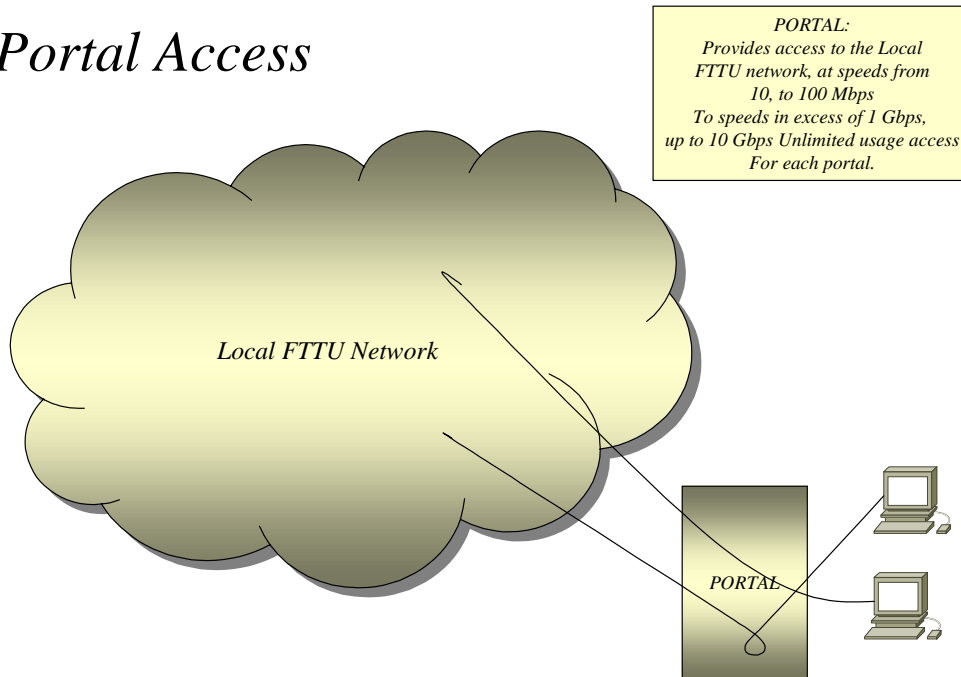 Portal Access
PORTAL:
Provides access to the Local
FTTU network, at speeds from
10, to 100 Mbps
To speeds in excess of 1 Gbps,
up to 10 Gbps Unlimited usage access
For each portal.
Local FTTU Network
PORTAL